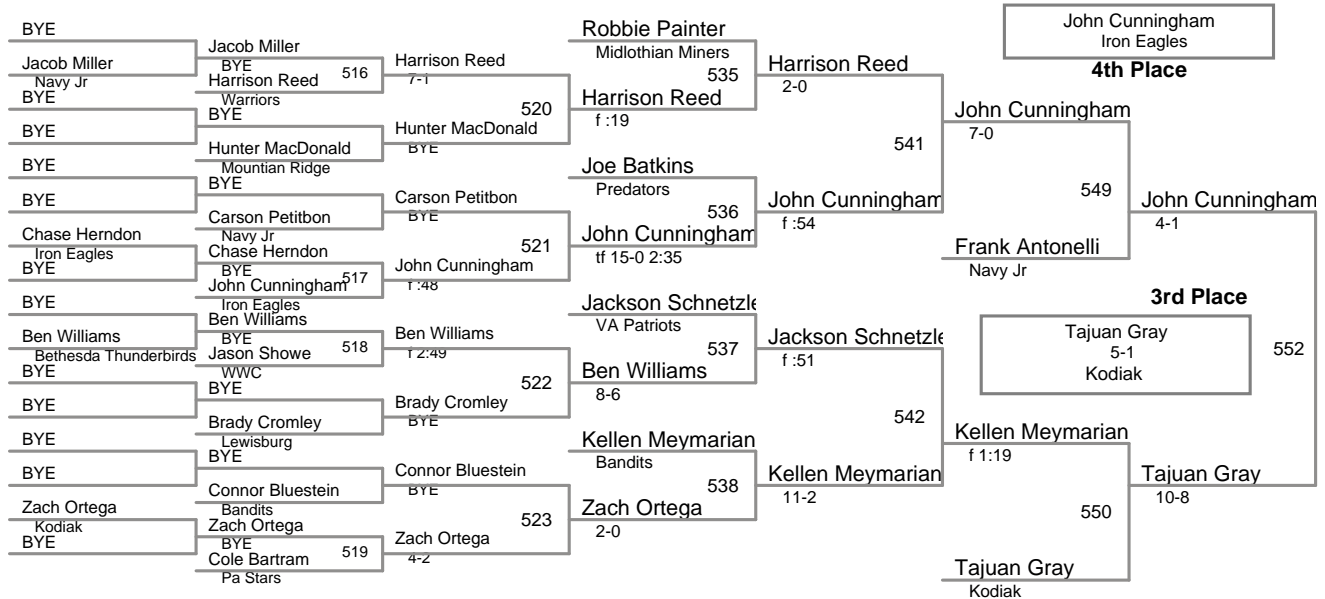 BYE
Jacob Miller
Navy Jr
BYE
BYE
BYE
BYE
Chase Herndon
Iron Eagles
BYE
BYE
Ben Williams
Bethesda Thunderbirds
BYE
BYE
BYE
BYE
Zach Ortega
Kodiak
BYE
Jacob Miller
BYE
516
Harrison Reed
Warriors
BYE
Hunter MacDonald
Mountian Ridge
BYE
Carson Petitbon
Navy Jr
Chase Herndon
BYE
517
John Cunningham
Iron Eagles
Ben Williams
BYE
518
Jason Showe
WWC
BYE
Brady Cromley
Lewisburg
BYE
Connor Bluestein
Bandits
Zach Ortega
BYE
519
Cole Bartram
Pa Stars
Harrison Reed
7-1
520
Hunter MacDonald
BYE
Carson Petitbon
BYE
521
John Cunningham
f :48
Ben Williams
f 2:49
522
Brady Cromley
BYE
Connor Bluestein
BYE
523
Zach Ortega
4-2
Robbie Painter
Midlothian Miners
535
Harrison Reed
f :19
Joe Batkins
Predators
536
John Cunningham
tf 15-0 2:35
Jackson Schnetzle
VA Patriots
537
Ben Williams
8-6
Kellen Meymarian
Bandits
538
Zach Ortega
2-0
Harrison Reed
2-0
541
John Cunningham
f :54
Jackson Schnetzle
f :51
542
Kellen Meymarian
11-2
John Cunningham
7-0
549
Frank Antonelli
Navy Jr
Kellen Meymarian
f 1:19
550
Tajuan Gray
Kodiak
John Cunningham
4-1
552
Tajuan Gray
10-8
John Cunningham
Iron Eagles
4th Place
3rd Place
Tajuan Gray
5-1
Kodiak